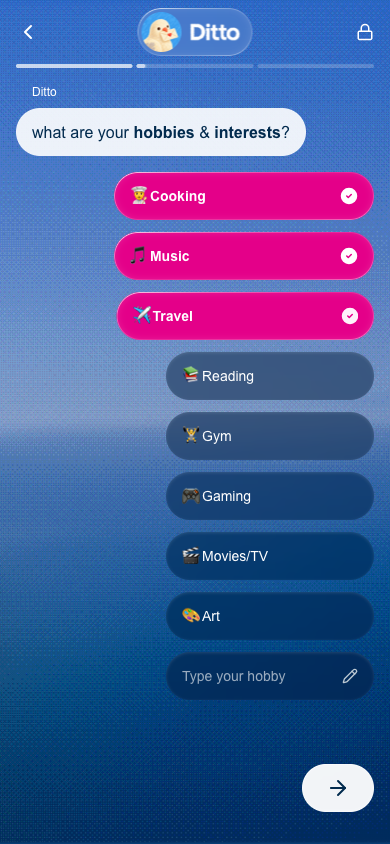 Ditto
Ditto
what are your hobbies & interests?
Cooking
Music
Travel
Reading
Gym
Gaming
Movies/TV
Art
Type your hobby